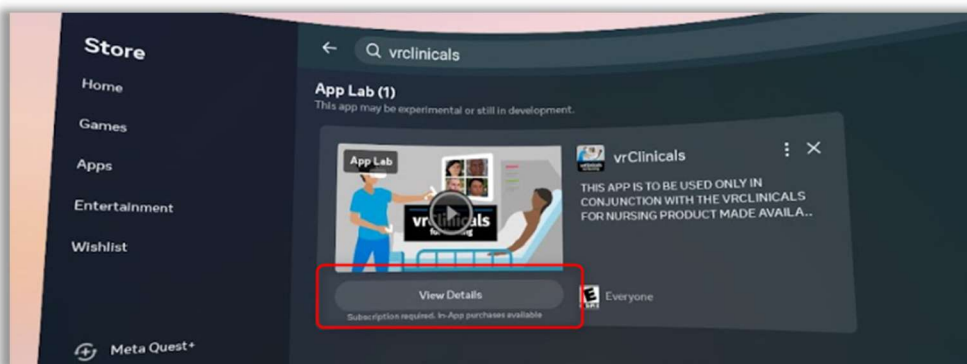 Store
Home
Games
Apps
Entertainment
Wishlist
Meta Quest+
vrclinicals
App Lab (1)
This app may be experimental or still in development.
App Lab
vrClinicals
for nursing
View Details
Subscription required. In-App purchases available
vrClinicals
THIS APP IS TO BE USED ONLY IN
CONJUNCTION WITH THE VRCLINICALS
FOR NURSING PRODUCT MADE AVAILA..
E
Everyone